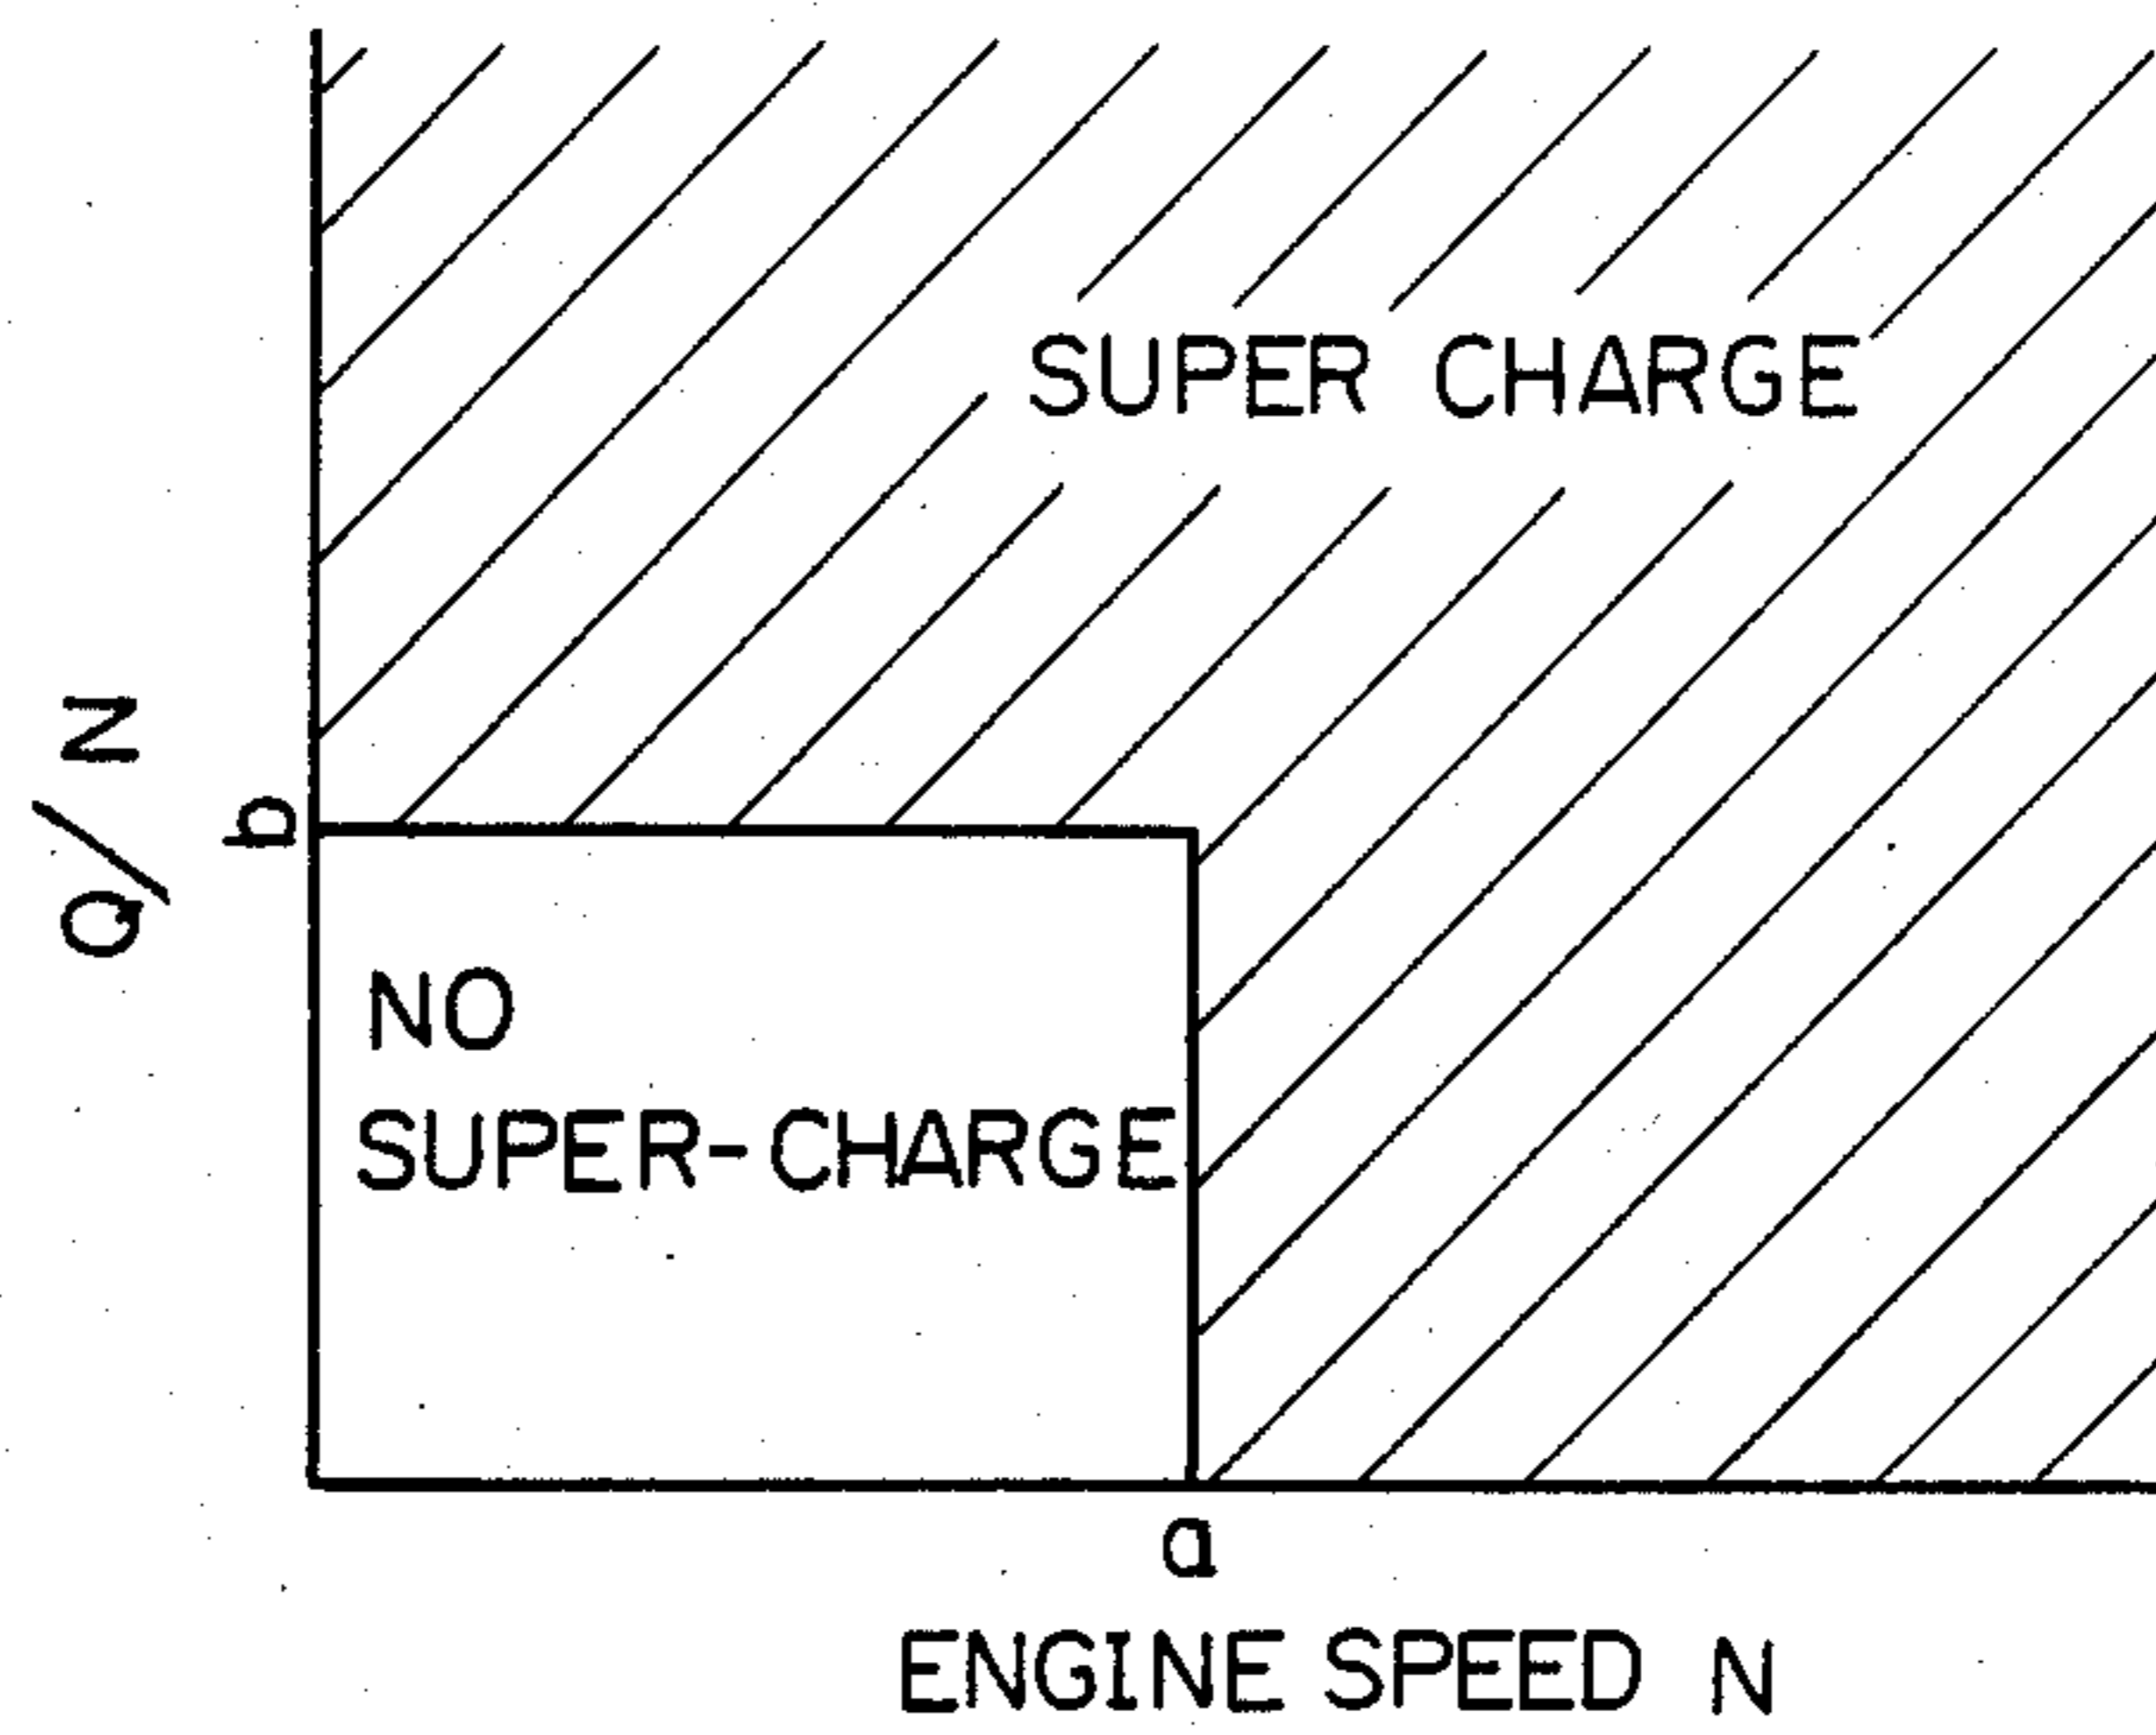 SUPER CHARGE
Q/N
b
NO
SUPER-CHARGE
a
ENGINE SPEED N